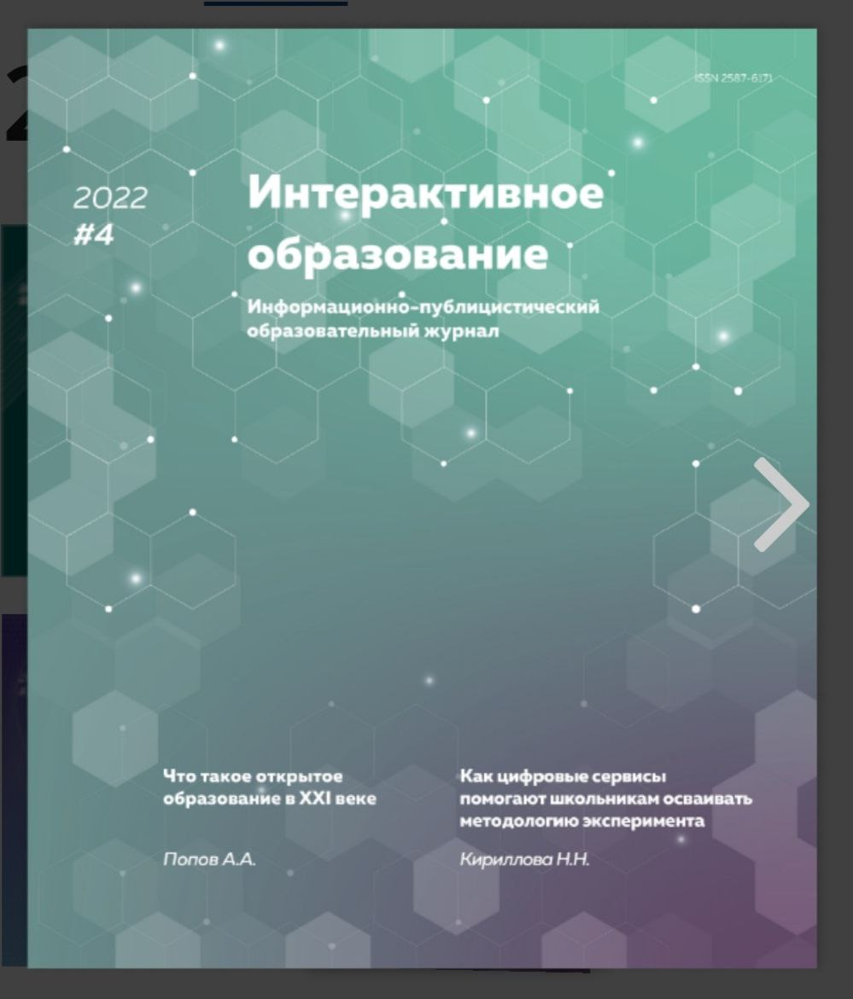 ISSN 2587-6171
2022
#4
Интерактивное
образование
Информационно-публицистический
образовательный журнал
Что такое открытое
образование в XXI веке
Попов А.А.
Как цифровые сервисы
помогают школьникам осваивать
методологию эксперимента
Кириллова Н.Н.